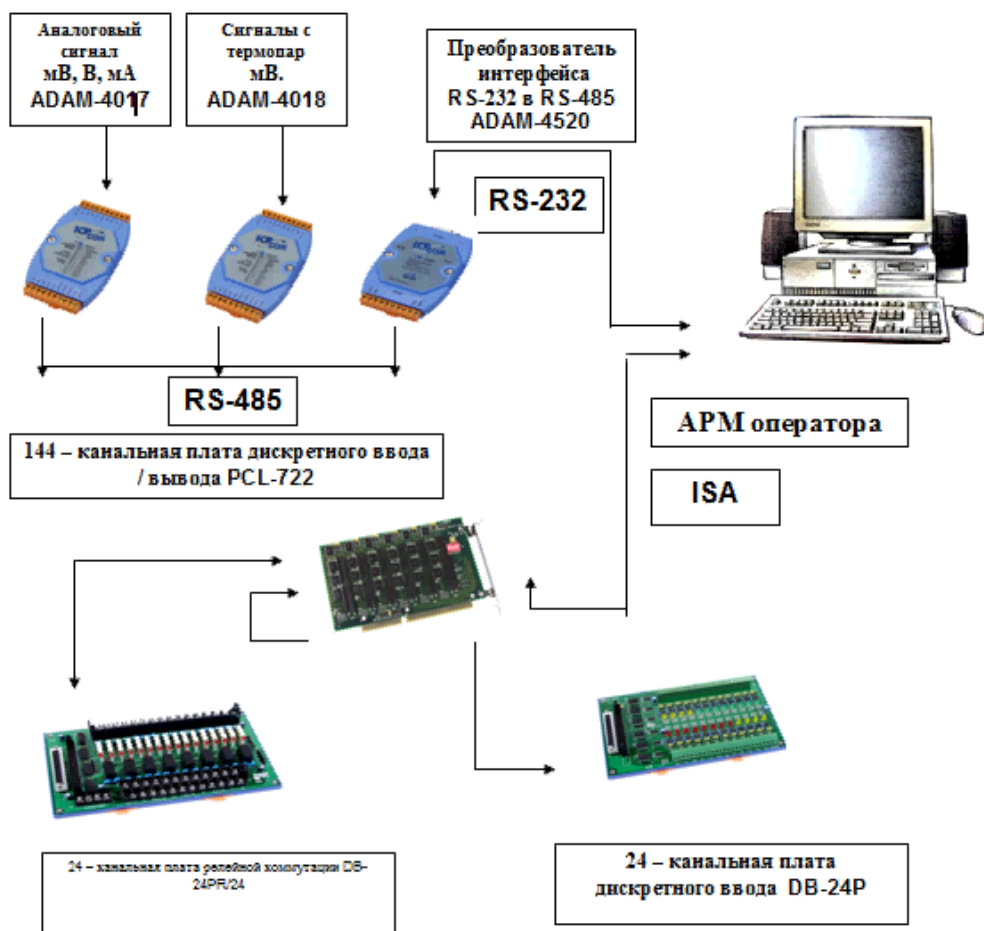 Аналоговый
сигнал
мВ, В, мА
ADAM-4017
Сигналы с
термопар
мВ.
ADAM-4018
Преобразователь
интерфейса
RS-232 в RS-485
ADAM-4520
RS-232
RS-485
АРМ оператора
144 – канальная плата дискретного ввода
/ вывода PCL-722
ISA
24 – канальная плата релейной коммутации DB-
24PR/24
24 – канальная плата
дискретного ввода DB-24P